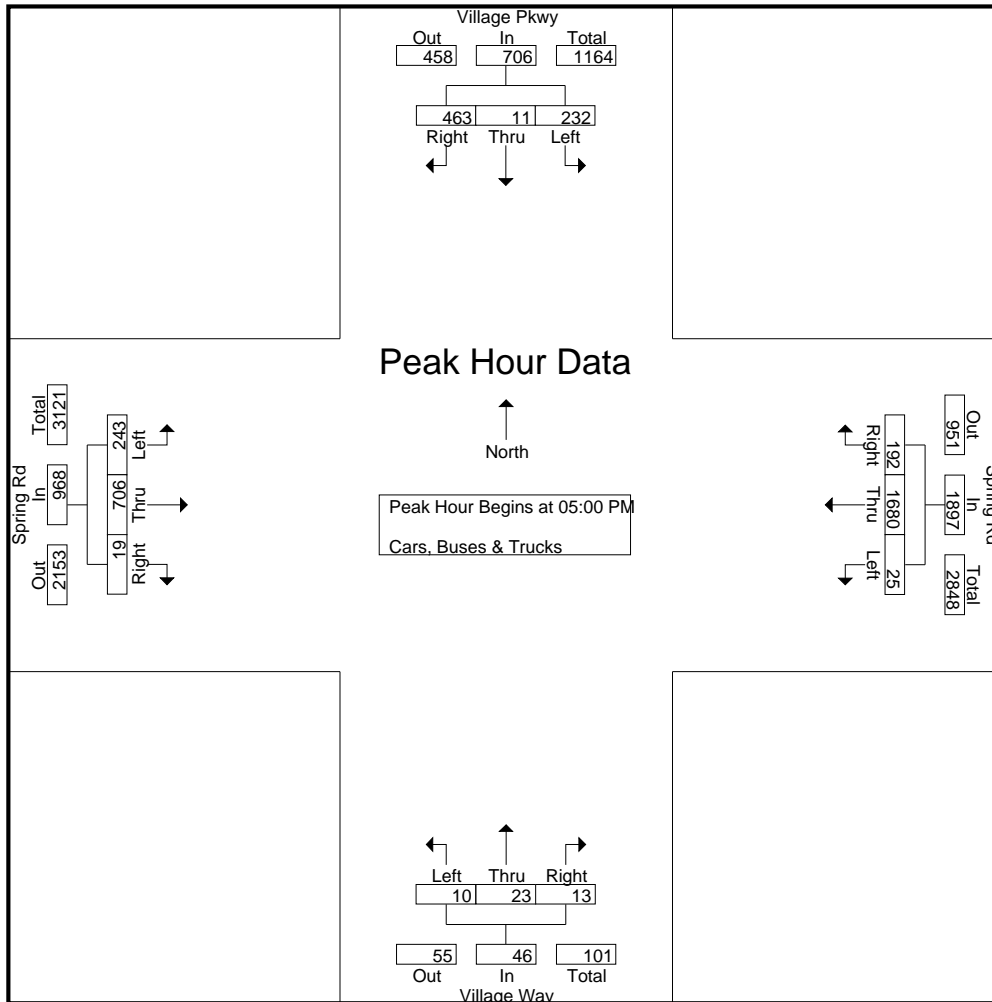 Village Pkwy
Out In Total
458 706 1164
463 11 232
Right Thru Left
Peak Hour Data
North
Peak Hour Begins at 05:00 PM
Cars, Buses & Trucks
Spring Rd
Total In Out
3121 968 2153
243 706 19
Left Thru Right
Spring Rd
Out In Total
951 1897 2848
192 1680 25
Right Thru Left
Left Thru Right
10 23 13
55 46 101
Out In Total
Village Way